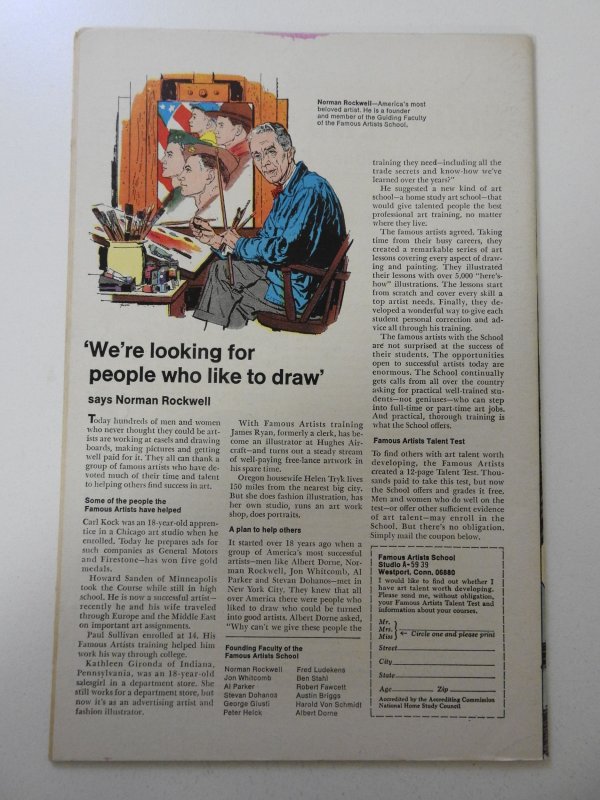 Norman Rockwell—America's most
beloved artist. He is a founder
and member of the Guiding Faculty
of the Famous Artists School.
'We're looking for
people who like to draw'
says Norman Rockwell
Today hundreds of men and women
who never thought they could be art-
ists are working at easels and drawing
boards, making pictures and getting
well paid for it. They all can thank a
group of famous artists who have de-
voted much of their time and talent
to helping others find success in art.
Some of the people the
Famous Artists have helped
Carl Kock was an 18-year-old appren-
tice in a Chicago art studio when he
enrolled. Today he prepares ads for
such companies as General Motors
and Firestone—has won five gold
medals.
Howard Sanden of Minneapolis
took the Course while still in high
school. He is now a successful artist—
recently he and his wife traveled
through Europe and the Middle East
on important art assignments.
Paul Sullivan enrolled at 14. His
Famous Artists training helped him
work his way through college.
Kathleen Gironda of Indiana,
Pennsylvania, was an 18-year-old
salesgirl in a department store. She
still works for a department store, but
now it's as an advertising artist and
fashion illustrator.
With Famous Artists training
James Ryan, formerly a clerk, has be-
come an illustrator at Hughes Air-
craft—and turns out a steady stream
of well-paying free-lance artwork in
his spare time.
Oregon housewife Helen Tryk lives
150 miles from the nearest big city.
But she does fashion illustration, has
her own studio, runs an art work
shop, does portraits.
A plan to help others
It started over 18 years ago when a
group of America's most successful
artists—men like Albert Dorne, Nor-
man Rockwell, Jon Whitcomb, Al
Parker and Stevan Dohanos—met in
New York City. They knew that all
over America there were people who
liked to draw who could be turned
into good artists. Albert Dorne asked,
"Why can't we give these people the
Founding Faculty of the
Famous Artists School
Norman Rockwell
Jon Whitcomb
Al Parker
Stevan Dohanos
George Giusti
Peter Helck
Fred Ludekens
Ben Stahl
Robert Fawcett
Austin Briggs
Harold Von Schmidt
Albert Dorne
training they need—including all the
trade secrets and know-how we've
learned over the years?"
He suggested a new kind of art
school—a home study art school—that
would give talented people the best
professional art training, no matter
where they live.
The famous artists agreed. Taking
time from their busy careers, they
created a remarkable series of art
lessons covering every aspect of draw-
ing and painting. They illustrated
their lessons with over 5,000 "here's-
how" illustrations. The lessons start
from scratch and cover every skill a
top artist needs. Finally, they de-
veloped a wonderful way to give each
student personal correction and ad-
vice all through his training.
The famous artists with the School
are not surprised at the success of
their students. The opportunities
open to successful artists today are
enormous. The School continually
gets calls from all over the country
asking for practical well-trained stu-
dents—not geniuses—who can step
into full-time or part-time art jobs.
And practical, thorough training is
what the School offers.
Famous Artists Talent Test
To find others with art talent worth
developing, the Famous Artists
created a 12-page Talent Test. Thou-
sands paid to take this test, but now
the School offers and grades it free.
Men and women who do well on the
test—or offer other sufficient evidence
of art talent—may enroll in the
School. But there's no obligation.
Simply mail the coupon below.
Famous Artists School
Studio A-5939
Westport, Conn. 06880
I would like to find out whether I
have art talent worth developing.
Please send me, without obligation,
your Famous Artists Talent Test and
information about your courses.
Mr.
Mrs.
Miss
← Circle one and please print
Street
City
State
Age Zip
Accredited by the Accrediting Commission
National Home Study Council